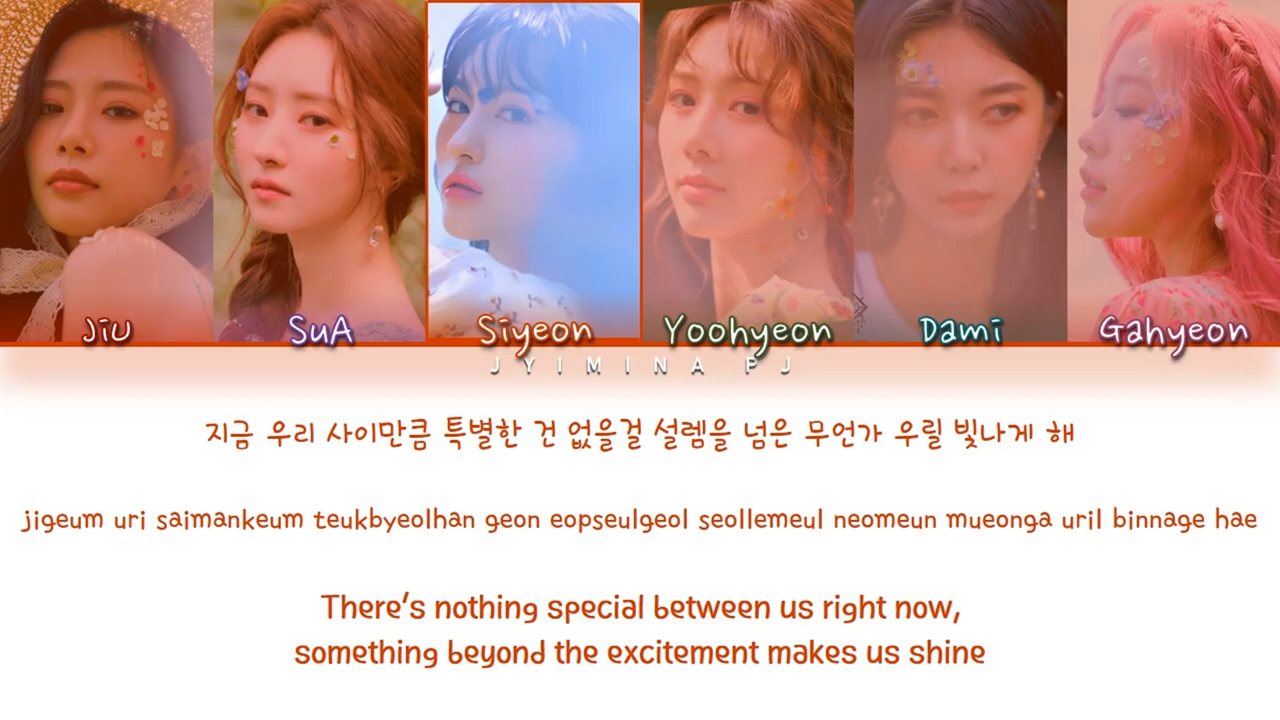 JiU SuA Siyeon Yoohyeon Dami Gahyeon
JYIMINA PJ
지금 우리 사이만큼 특별한 건 없을걸 설렘을 넘은 무언가 우릴 빛나게 해
jigeum uri saimankeum teukbyeolhan geon eopseulgeol seollemeul neomeun mueonga uril binnage hae
There's nothing special between us right now,
something beyond the excitement makes us shine